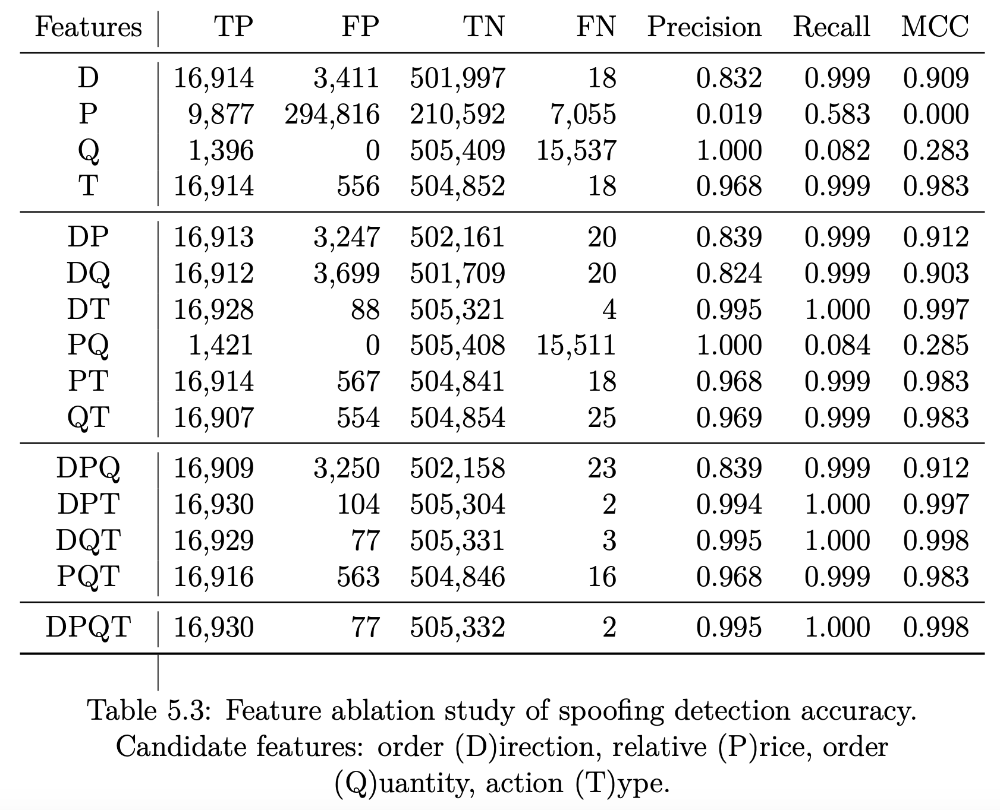 Features TP FP TN FN Precision Recall MCC
D 16,914 3,411 501,997 18 0.832 0.999 0.909
P 9,877 294,816 210,592 7,055 0.019 0.583 0.000
Q 1,396 0 505,409 15,537 1.000 0.082 0.283
T 16,914 556 504,852 18 0.968 0.999 0.983
DP 16,913 3,247 502,161 20 0.839 0.999 0.912
DQ 16,912 3,699 501,709 20 0.824 0.999 0.903
DT 16,928 88 505,321 4 0.995 1.000 0.997
PQ 1,421 0 505,408 15,511 1.000 0.084 0.285
PT 16,914 567 504,841 18 0.968 0.999 0.983
QT 16,907 554 504,854 25 0.969 0.999 0.983
DPQ 16,909 3,250 502,158 23 0.839 0.999 0.912
DPT 16,930 104 505,304 2 0.994 1.000 0.997
DQT 16,929 77 505,331 3 0.995 1.000 0.998
PQT 16,916 563 504,846 16 0.968 0.999 0.983
DPQT 16,930 77 505,332 2 0.995 1.000 0.998
Table 5.3: Feature ablation study of spoofing detection accuracy.
Candidate features: order (D)irection, relative (P)rice, order
(Q)uantity, action (T)ype.